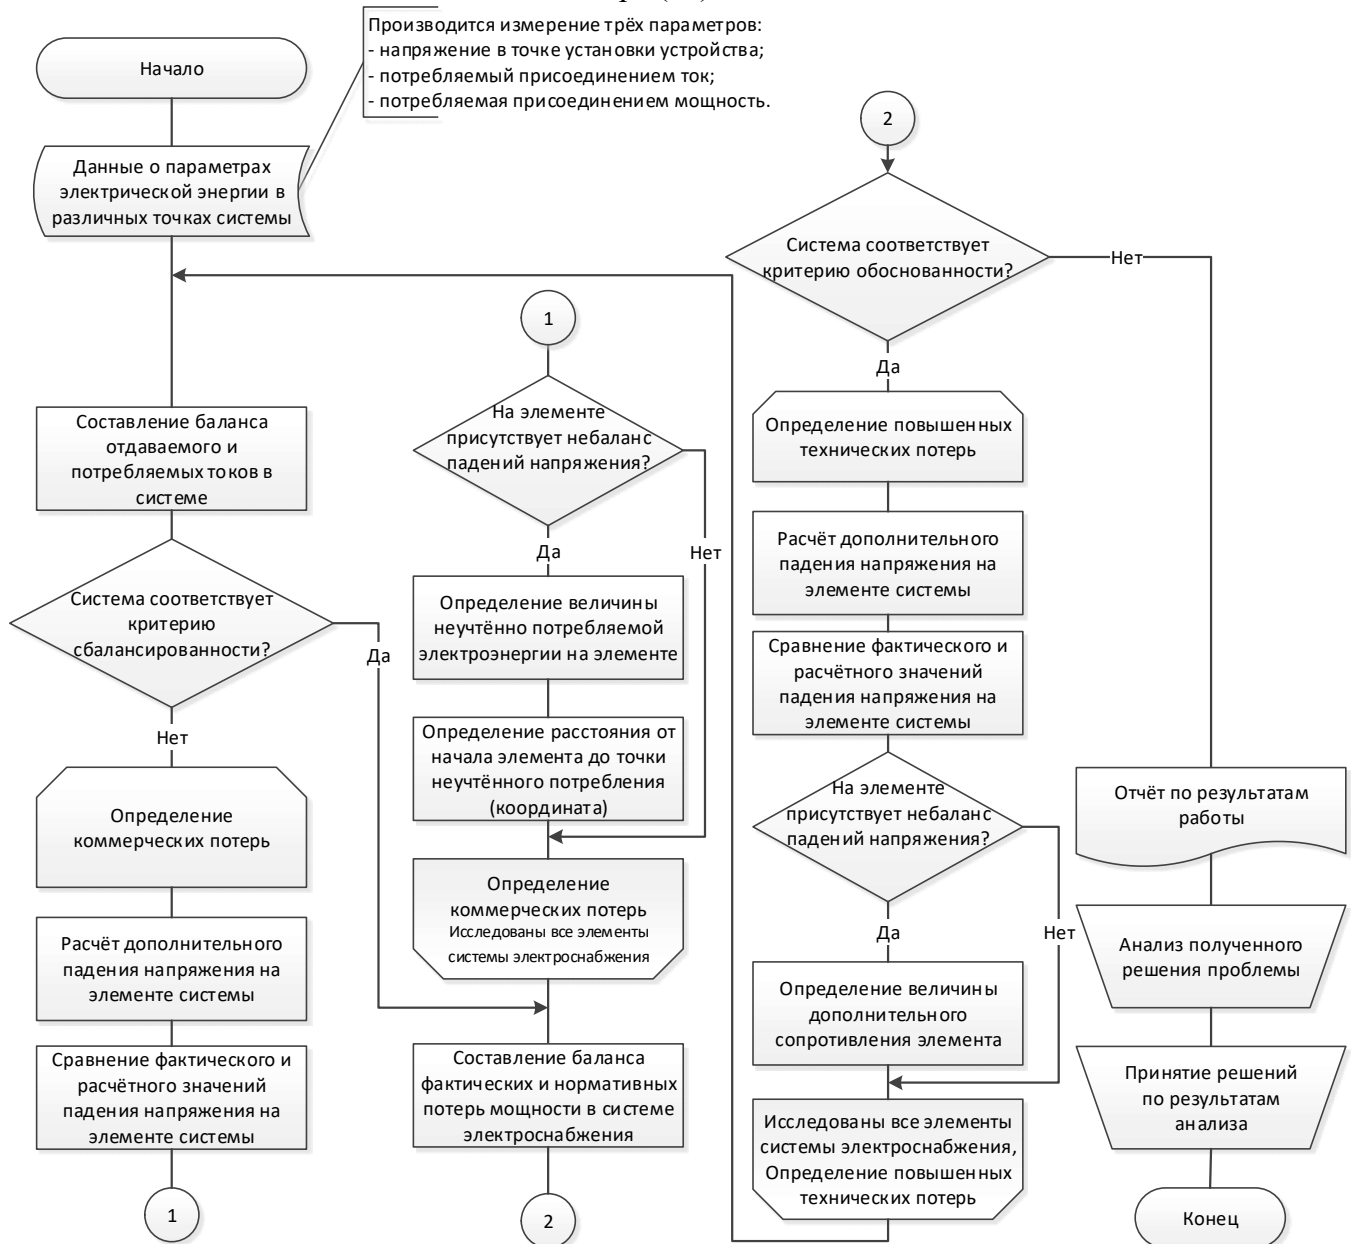 Начало
Производится измерение трёх параметров:
- напряжение в точке установки устройства;
- потребляемый присоединением ток;
- потребляемая присоединением мощность.
Данные о параметрах
электрической энергии в
различных точках системы
Составление баланса
отдаваемого и
потребляемых токов в
системе
Система соответствует
критерию
сбалансированности?
Да
Нет
Определение
коммерческих потерь
Расчёт дополнительного
падения напряжения на
элементе системы
Сравнение фактического и
расчётного значений
падения напряжения на
элементе системы
1
1
На элементе
присутствует небаланс
падений напряжения?
Да
Нет
Определение величины
неучтённо потребляемой
электроэнергии на элементе
Определение расстояния от
начала элемента до точки
неучтённого потребления
(координата)
Определение
коммерческих потерь
Исследованы все элементы
системы электроснабжения
Составление баланса
фактических и нормативных
потерь мощности в системе
электроснабжения
2
2
Система соответствует
критерию обоснованности?
Нет
Да
Определение повышенных
технических потерь
Расчёт дополнительного
падения напряжения на
элементе системы
Сравнение фактического и
расчётного значений
падения напряжения на
элементе системы
На элементе
присутствует небаланс
падений напряжения?
Да
Нет
Определение величины
дополнительного
сопротивления элемента
Исследованы все элементы
системы электроснабжения,
Определение повышенных
технических потерь
Отчёт по результатам
работы
Анализ полученного
решения проблемы
Принятие решений
по результатам
анализа
Конец